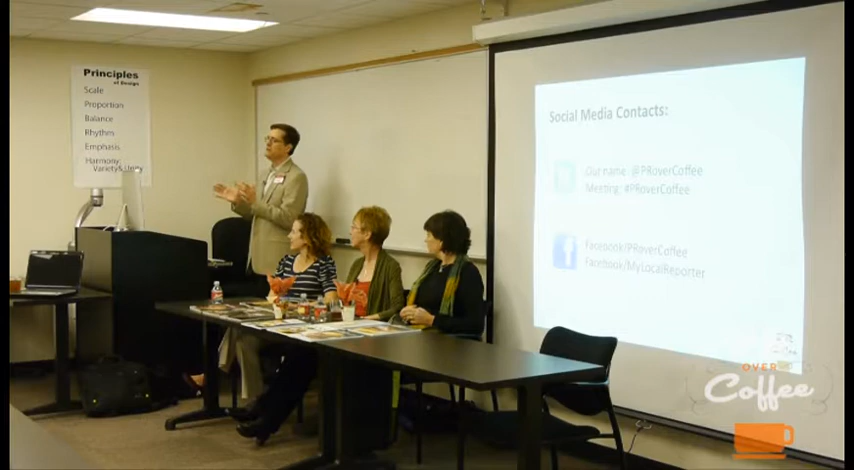 Principles
of Design
Scale
Proportion
Balance
Rhythm
Emphasis
Harmony
Variety & Unity
Social Media Contacts:
Our name: @PRoverCoffee
Meeting: #PRoverCoffee
Facebook/PRoverCoffee
Facebook/MyLocalReporter
PR
OVER
Coffee